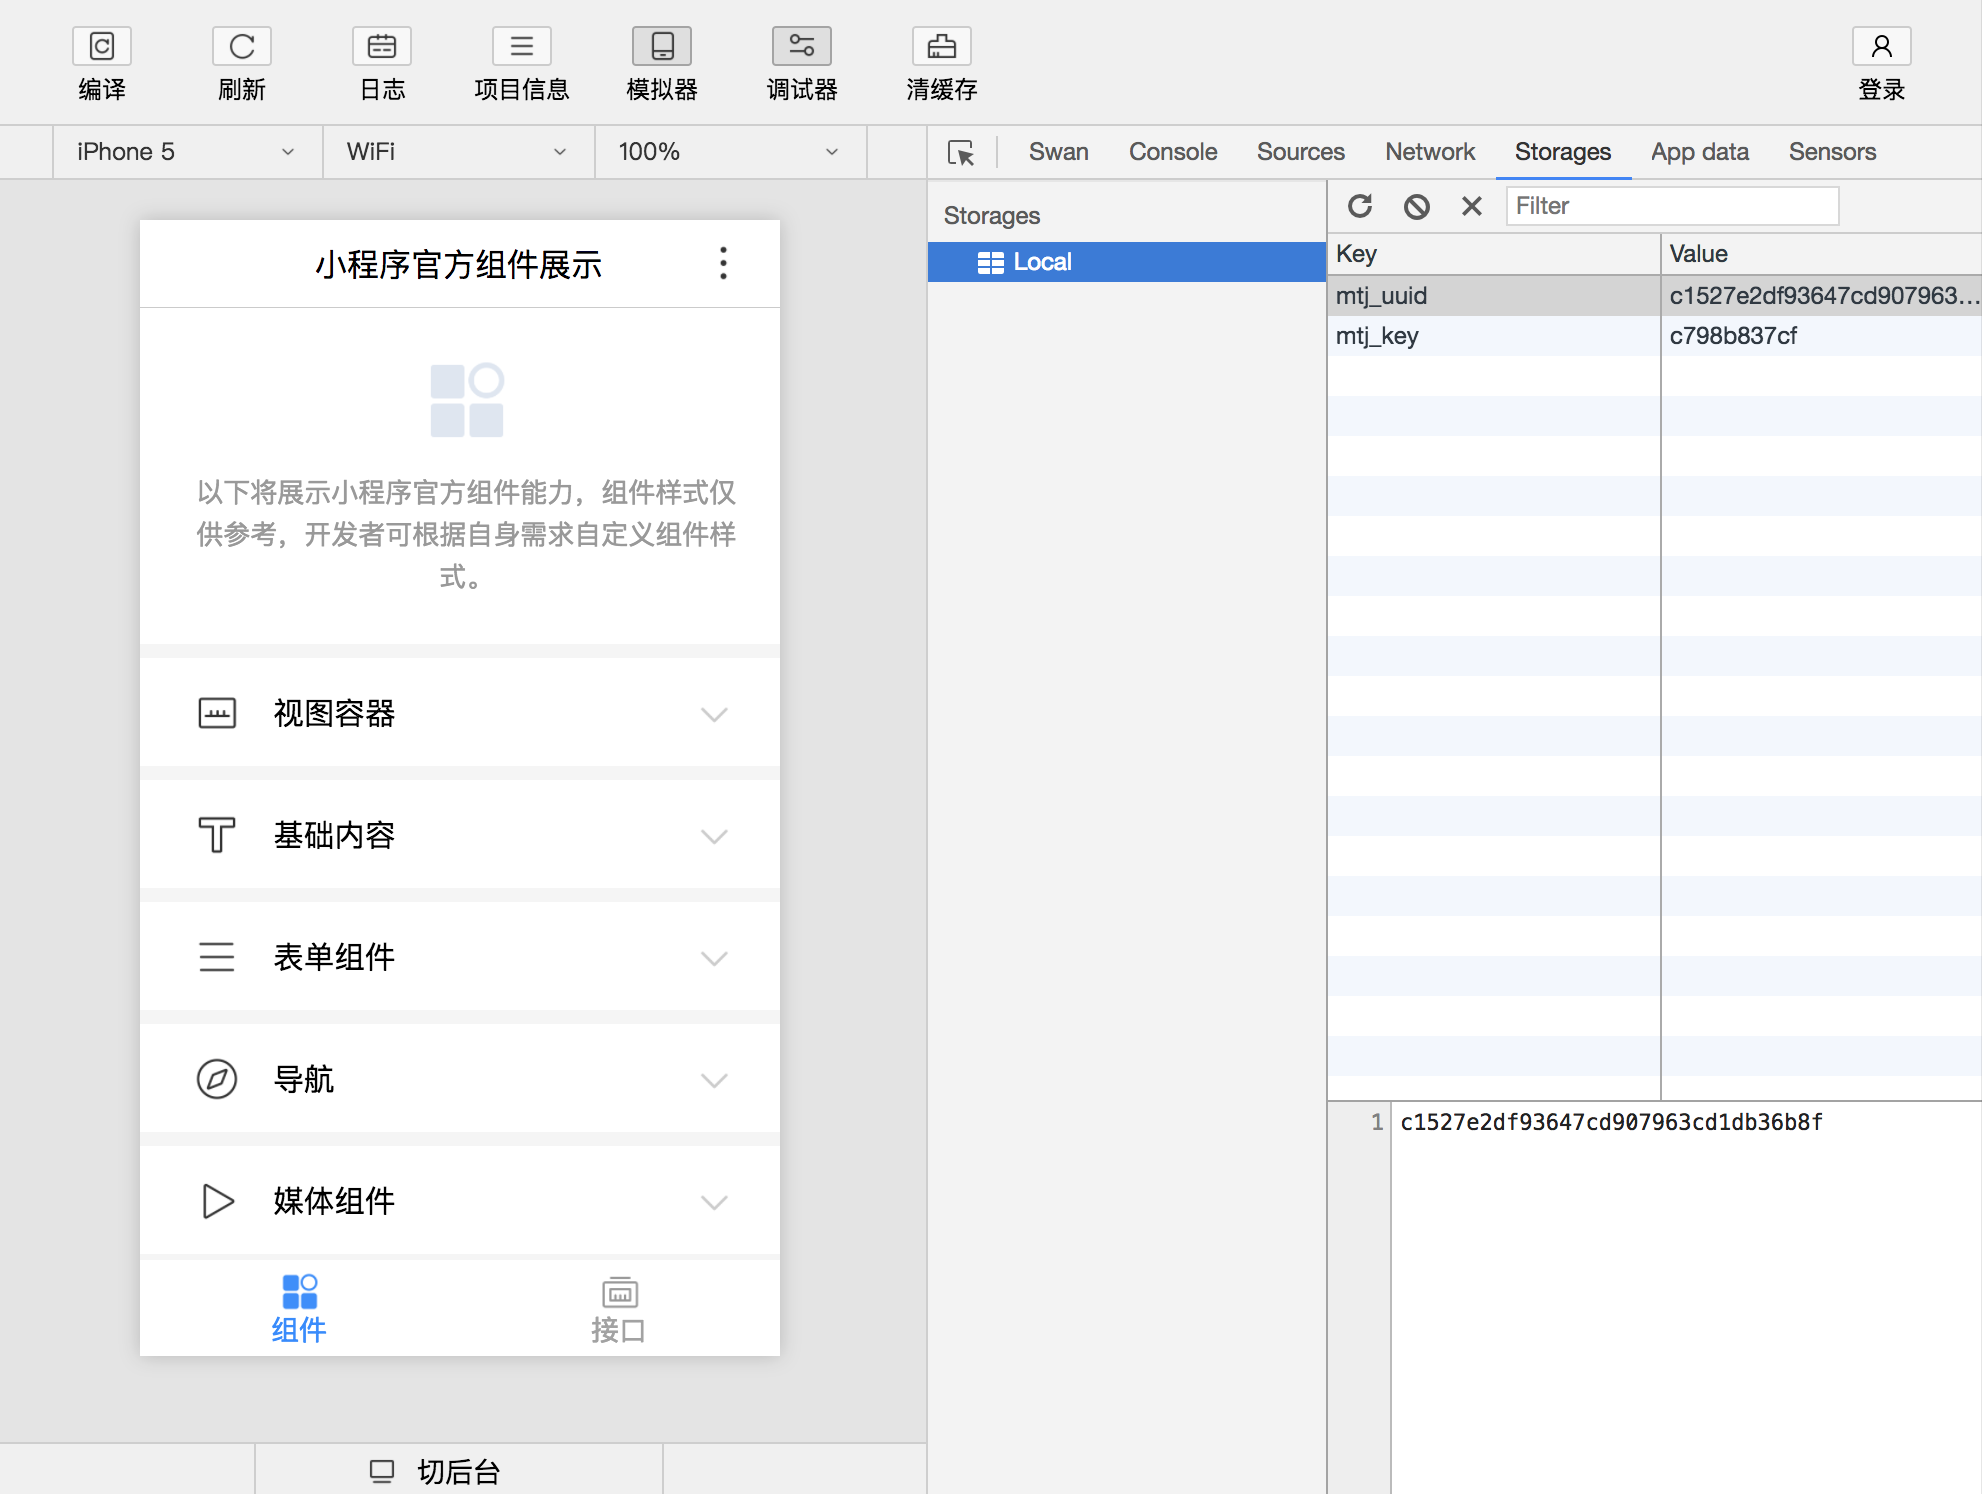 编译
刷新
日志
项目信息
模拟器
调试器
清缓存
登录
iPhone 5
WiFi
100%
Swan
Console
Sources
Network
Storages
App data
Sensors
小程序官方组件展示
以下将展示小程序官方组件能力，组件样式仅
供参考，开发者可根据自身需求自定义组件样
式。
视图容器
基础内容
表单组件
导航
媒体组件
组件
接口
切后台
Storages
Local
Filter
Key Value
mtj_uuid c1527e2df93647cd907963...
mtj_key c798b837cf
1 c1527e2df93647cd907963cd1db36b8f